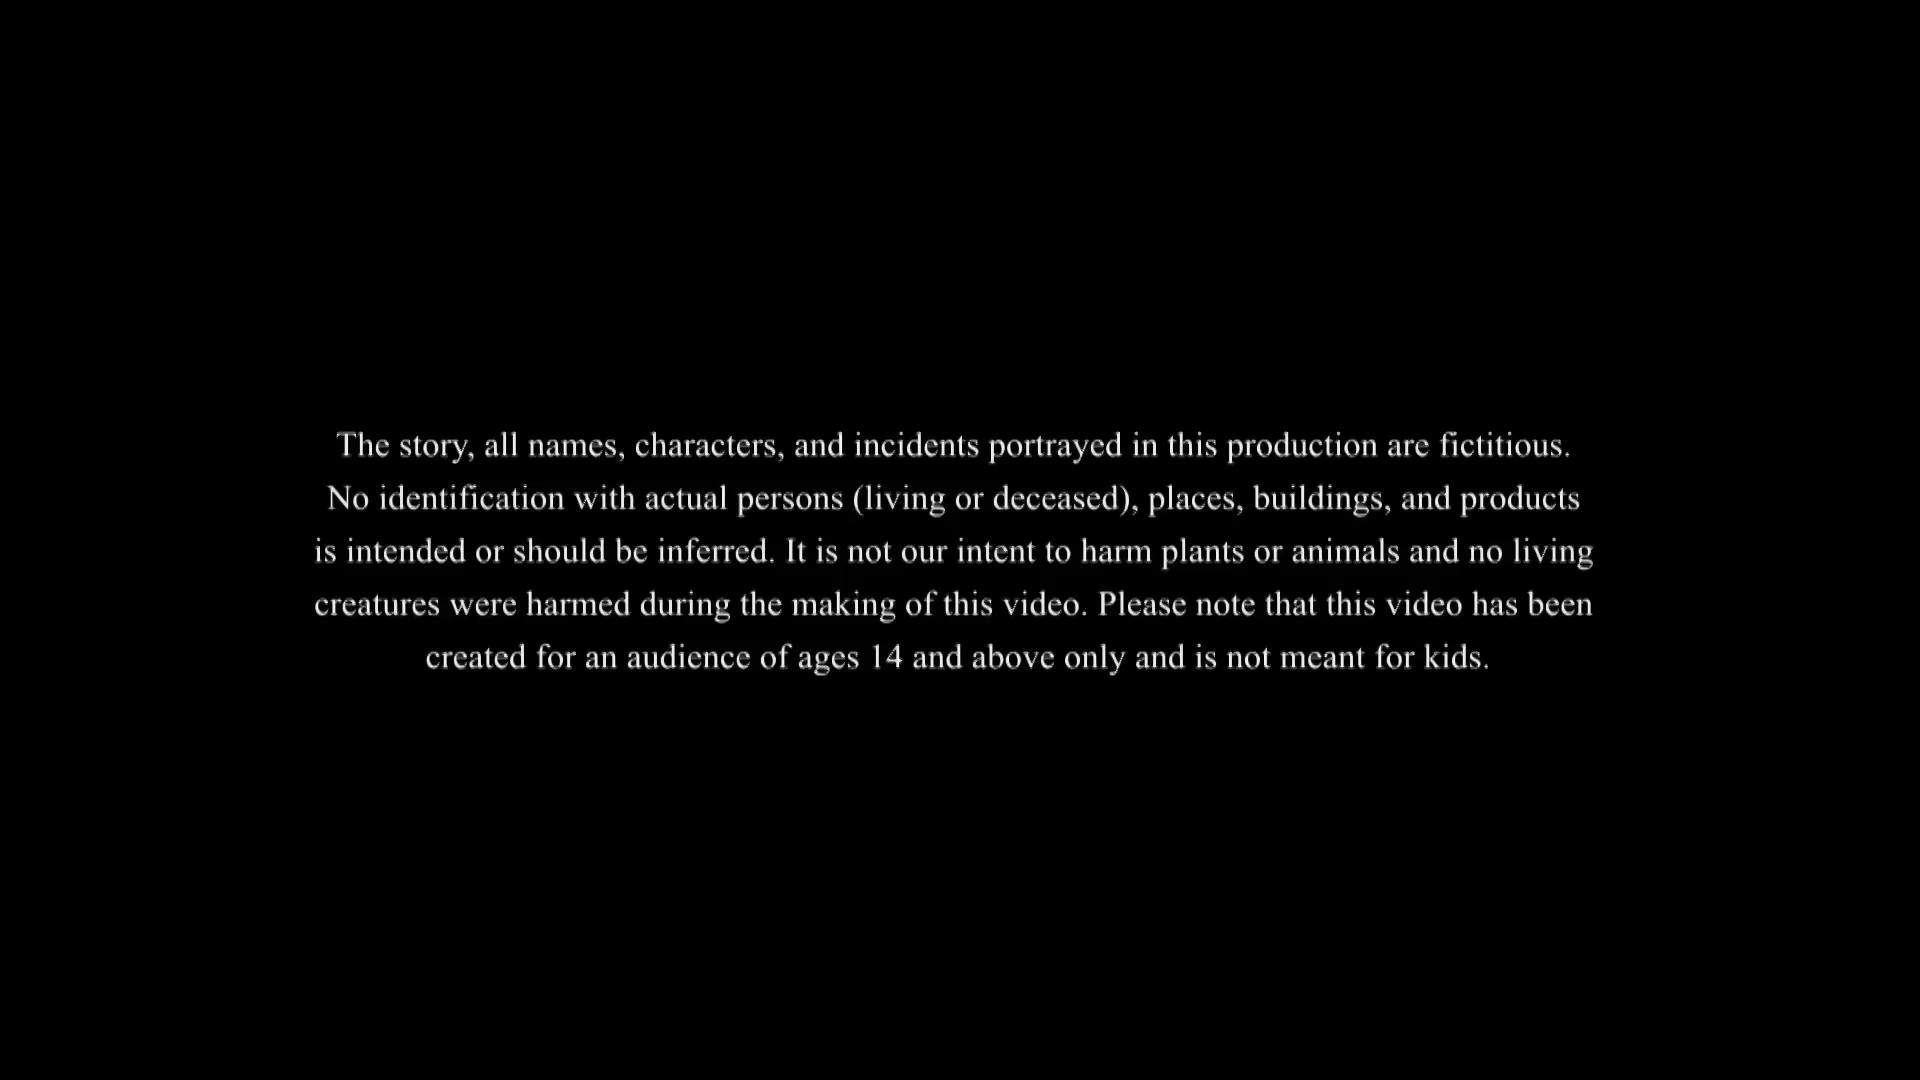 The story, all names, characters, and incidents portrayed in this production are fictitious.
No identification with actual persons (living or deceased), places, buildings, and products
is intended or should be inferred. It is not our intent to harm plants or animals and no living
creatures were harmed during the making of this video. Please note that this video has been
created for an audience of ages 14 and above only and is not meant for kids.